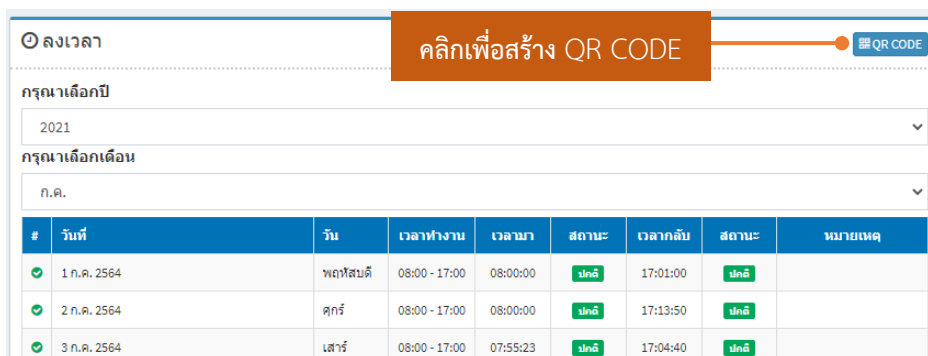 ลงเวลา
คลิกเพื่อสร้าง QR CODE
QR CODE
กรุณาเลือกปี
2021
กรุณาเลือกเดือน
ก.ค.
# วันที่ วัน เวลาทำงาน เวลามา สถานะ เวลากลับ สถานะ หมายเหตุ
1 ก.ค. 2564 พฤหัสบดี 08:00 - 17:00 08:00:00 ปกติ 17:01:00 ปกติ
2 ก.ค. 2564 ศุกร์ 08:00 - 17:00 08:00:00 ปกติ 17:13:50 ปกติ
3 ก.ค. 2564 เสาร์ 08:00 - 17:00 07:55:23 ปกติ 17:04:40 ปกติ